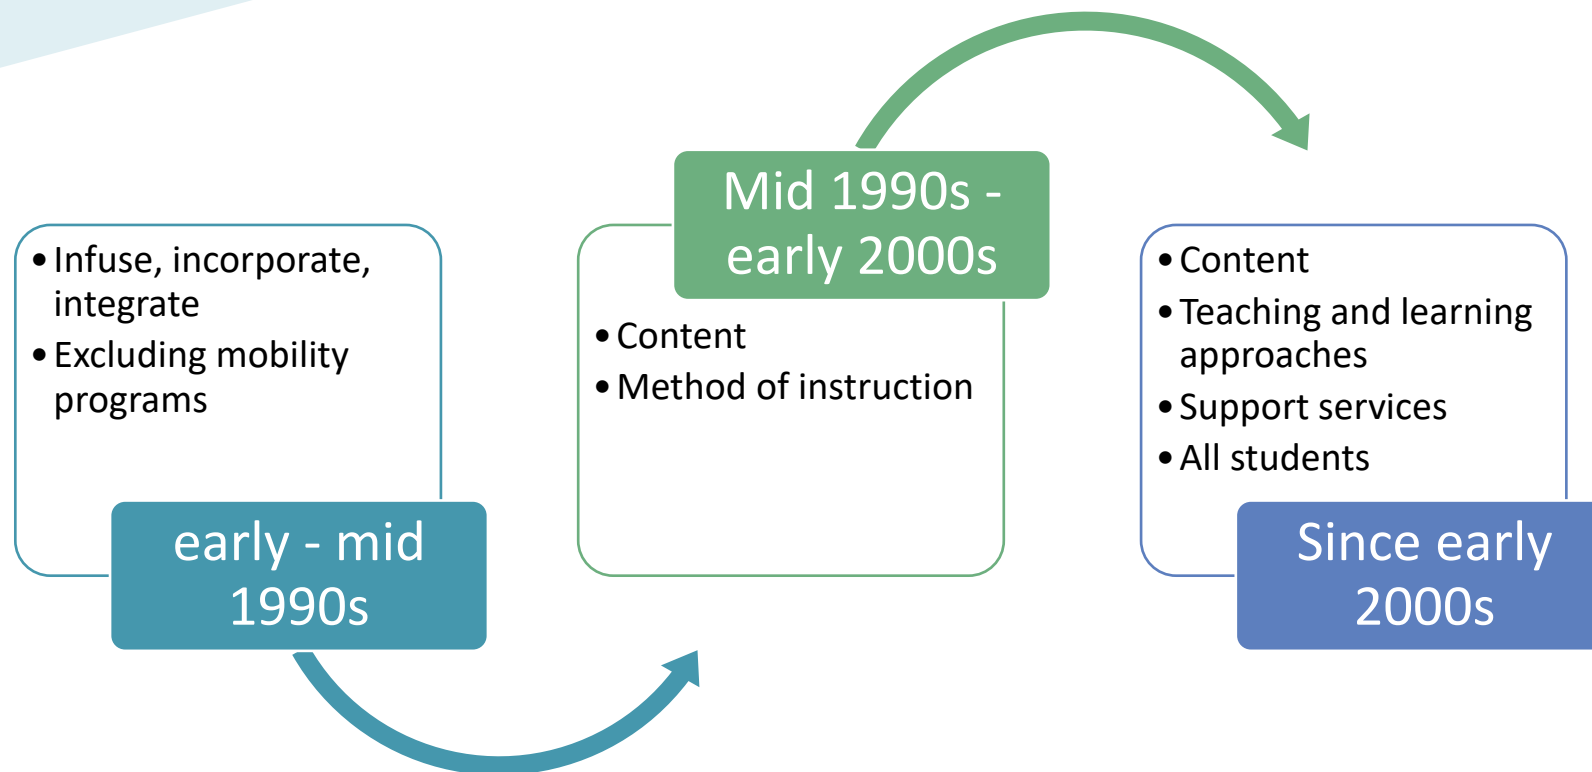 • Infuse, incorporate,
integrate
• Excluding mobility
programs
early - mid
1990s
Mid 1990s -
early 2000s
• Content
• Method of instruction
• Content
• Teaching and learning
approaches
• Support services
• All students
Since early
2000s